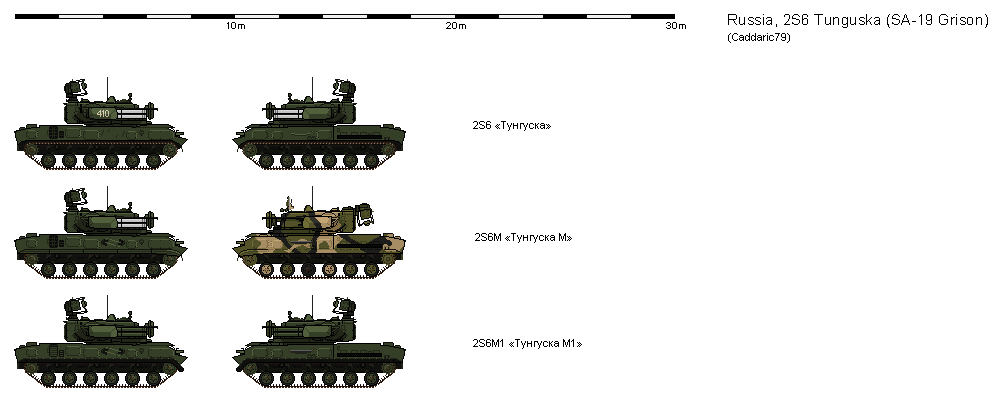 10m 20m 30m
Russia, 2S6 Tunguska (SA-19 Grison)
(Caddaric79)
410
2S6 «Тунгуска»
2S6M «Тунгуска М»
2S6M1 «Тунгуска М1»